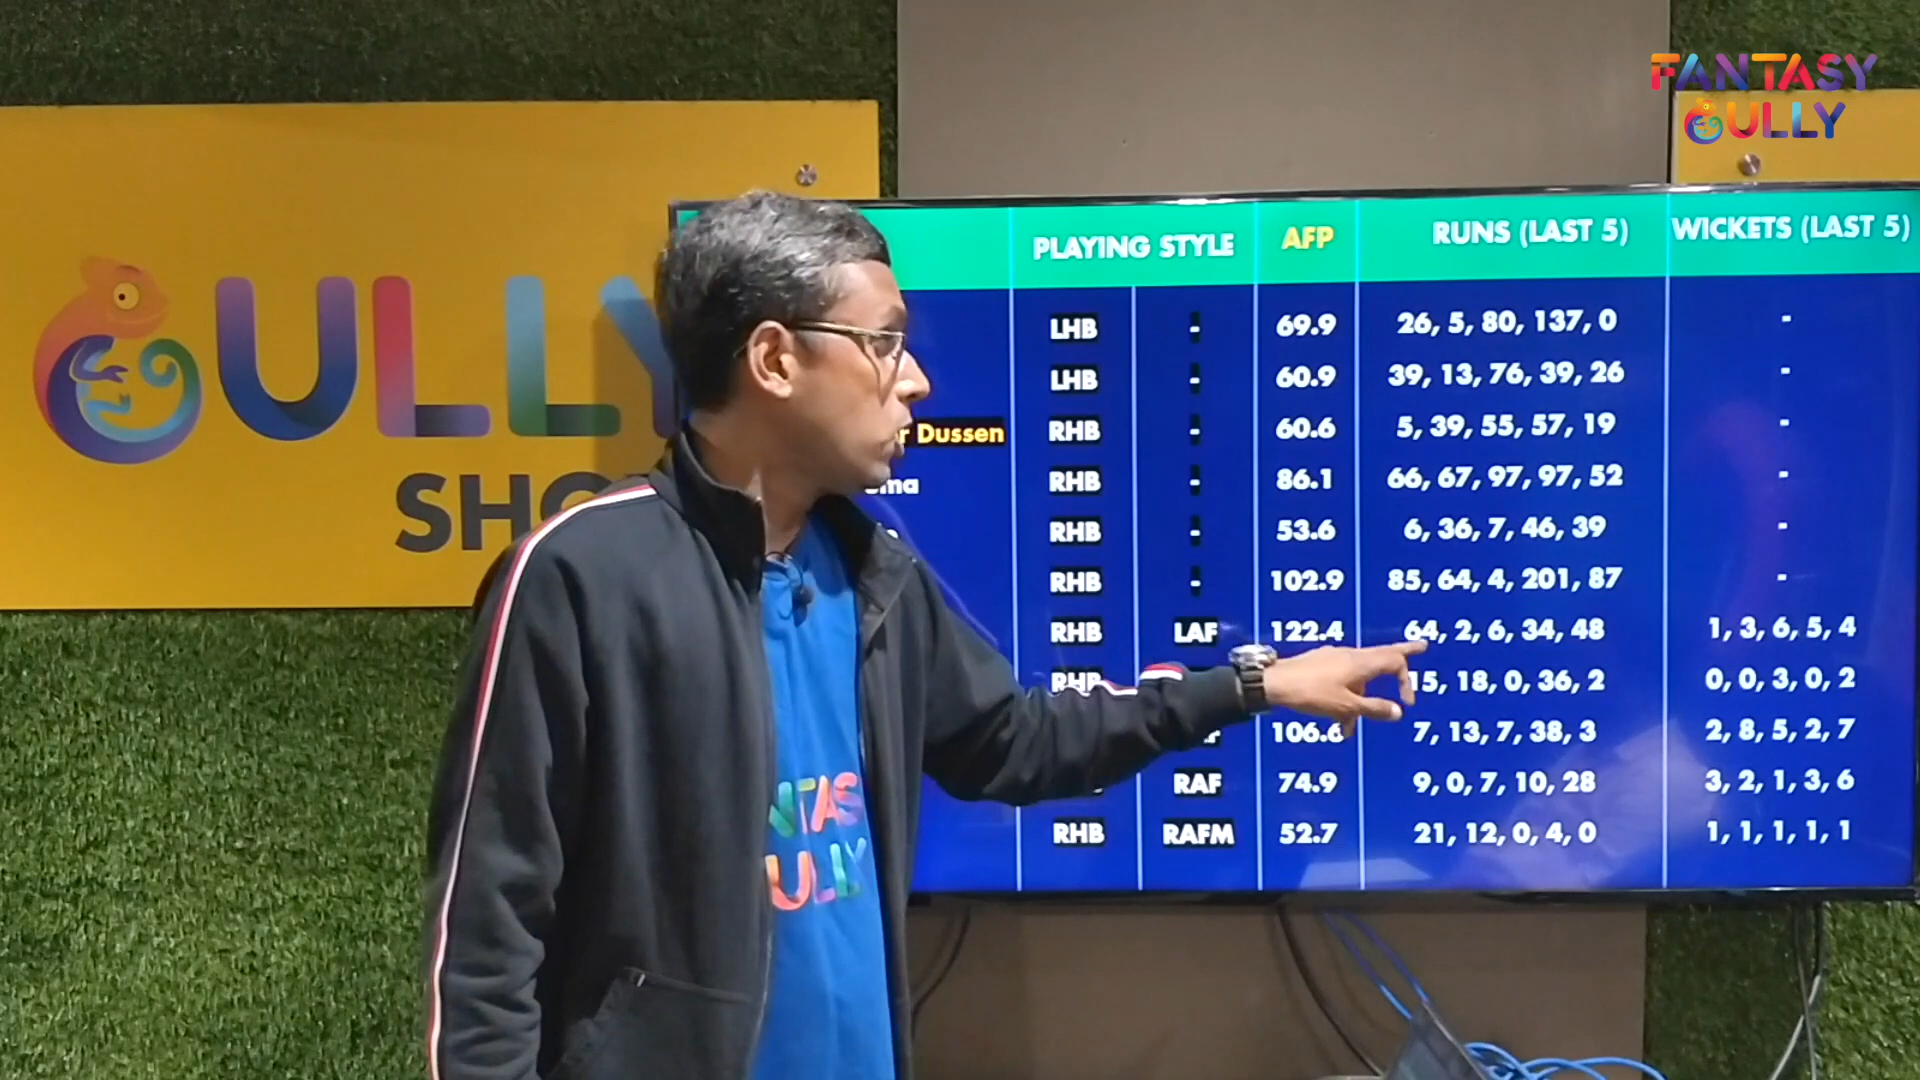 FANTASY
GULLY
GULLY
SHO
PLAYING STYLE AFP RUNS (LAST 5) WICKETS (LAST 5)
LHB - 69.9 26, 5, 80, 137, 0 -
LHB - 60.9 39, 13, 76, 39, 26 -
r Dussen RHB - 60.6 5, 39, 55, 57, 19 -
RHB - 86.1 66, 67, 97, 97, 52 -
RHB - 53.6 6, 36, 7, 46, 39 -
RHB - 102.9 85, 64, 4, 201, 87 -
RHB LAF 122.4 64, 2, 6, 34, 48 1, 3, 6, 5, 4
RHB 15, 18, 0, 36, 2 0, 0, 3, 0, 2
106.6 7, 13, 7, 38, 3 2, 8, 5, 2, 7
RAF 74.9 9, 0, 7, 10, 28 3, 2, 1, 3, 6
RHB RAFM 52.7 21, 12, 0, 4, 0 1, 1, 1, 1, 1
NTAS
ULLY